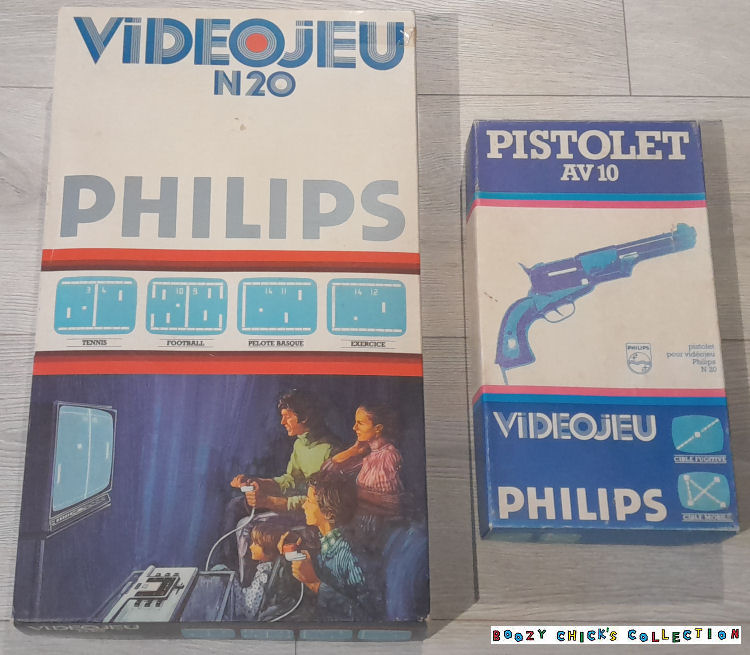 ViDEOJEU
N20
PHILIPS
3 4
10 9
14 11
14 12
TENNIS
FOOTBALL
PELOTE BASQUE
EXERCICE
ViDEOJEU
PISTOLET
AV 10
PHILIPS
pistolet
pour vidéojeu
Philips
N 20
ViDEOJEU
CIBLE FUGITIVE
PHILIPS
CIBLE MOBILE
BOOZY CHICK'S COLLECTION